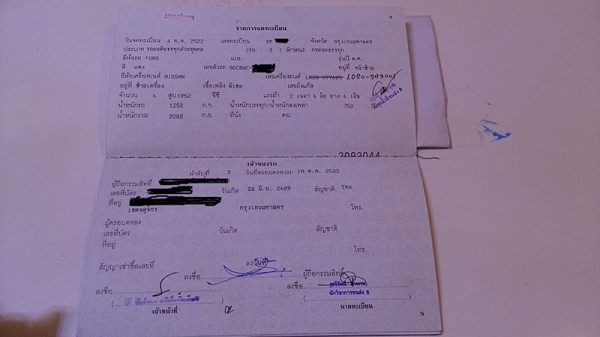 รายการจดทะเบียน
วันจดทะเบียน 4 ต.ค. 2522 เลขทะเบียน จังหวัด กรุงเทพมหานคร
ประเภท รถยนต์บรรทุกส่วนบุคคล (รย. 3 ) ลักษณะ กระบะบรรทุก
ยี่ห้อรถ FORD แบบ รุ่นปี ค.ศ.
สี แดง เลขตัวรถ อยู่ที่
ยี่ห้อเครื่องยนต์ NISSAN เลขเครื่องยนต์
อยู่ที่ ซ้ายเครื่อง เชื้อเพลิง ดีเซล เลขถังแก๊ส
จำนวน 4 สูบ 1952 ซีซี แรงม้า 2 เพลา 4 ล้อ ยาง 4 เส้น
น้ำหนักรถ 1250 ก.ก. น้ำหนักบรรทุก/น้ำหนักลงเพลา 750
น้ำหนักรวม 2000 ก.ก. ที่นั่ง คน
3093044
เจ้าของรถ
ลำดับที่ 3 วันที่ครอบครองรถ
ผู้ถือกรรมสิทธิ์
เลขที่บัตร วันเกิด 26 มิ.ย. 2489 สัญชาติ ไทย
ที่อยู่
เขตจตุจักร กรุงเทพมหานคร โทร.
ผู้ครอบครอง
เลขที่บัตร วันเกิด สัญชาติ
ที่อยู่
โทร.
สัญญาเช่าซื้อเลขที่ ลงวันที่
ลงชื่อ ผู้ถือกรรมสิทธิ์
ลงชื่อ ลงชื่อ
เจ้าหน้าที่ นายทะเบียน